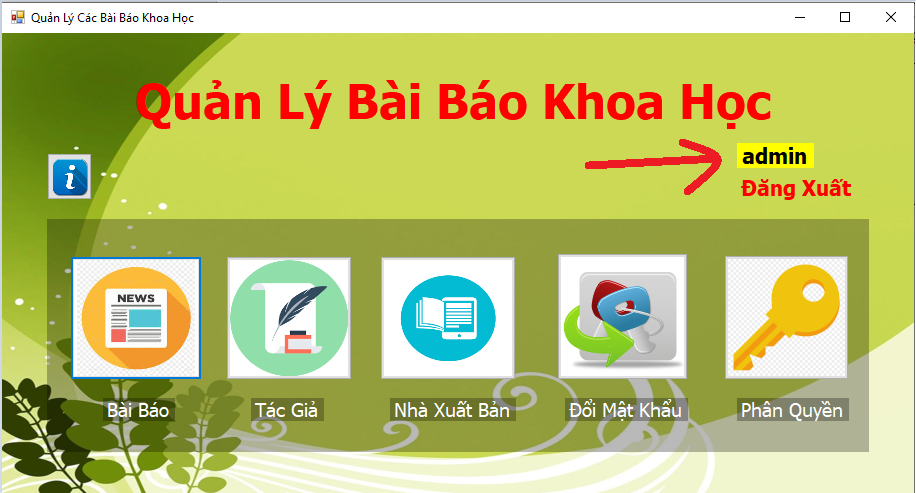 Quản Lý Các Bài Báo Khoa Học
Quản Lý Bài Báo Khoa Học
admin
i
Đăng Xuất
NEWS
Bài Báo
Tác Giả
Nhà Xuất Bản
Đổi Mật Khẩu
Phân Quyền